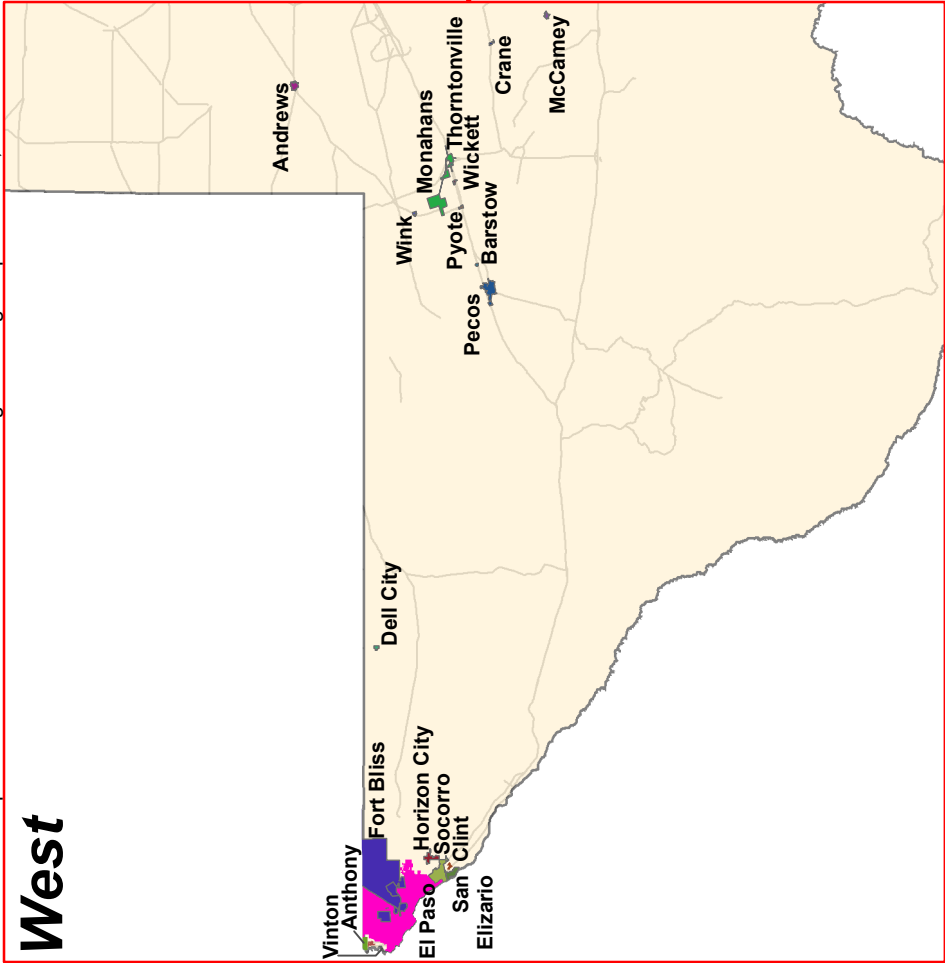 West
Andrews
Thorntonville
Crane
McCamey
Monahans
Wickett
Wink
Pyote
Barstow
Pecos
Dell City
Fort Bliss
Horizon City
Socorro
Clint
Anthony
Vinton
El Paso
San
Elizario